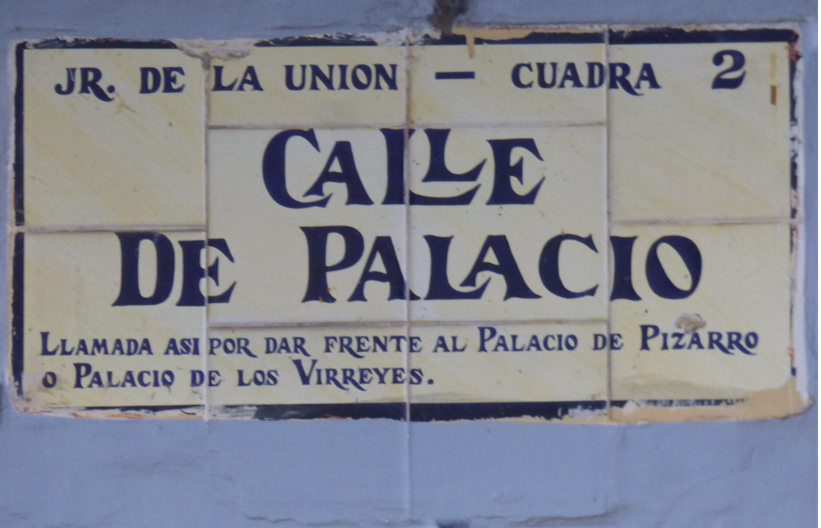 JR. DE LA UNION — CUADRA 2
CALLE
DE PALACIO
LLAMADA ASI POR DAR FRENTE AL PALACIO DE PIZARRO
O PALACIO DE LOS VIRREYES.